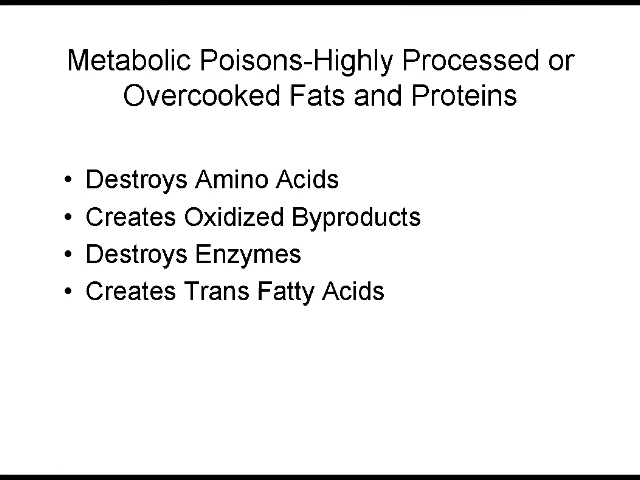 Metabolic Poisons-Highly Processed or
Overcooked Fats and Proteins
• Destroys Amino Acids
• Creates Oxidized Byproducts
• Destroys Enzymes
• Creates Trans Fatty Acids